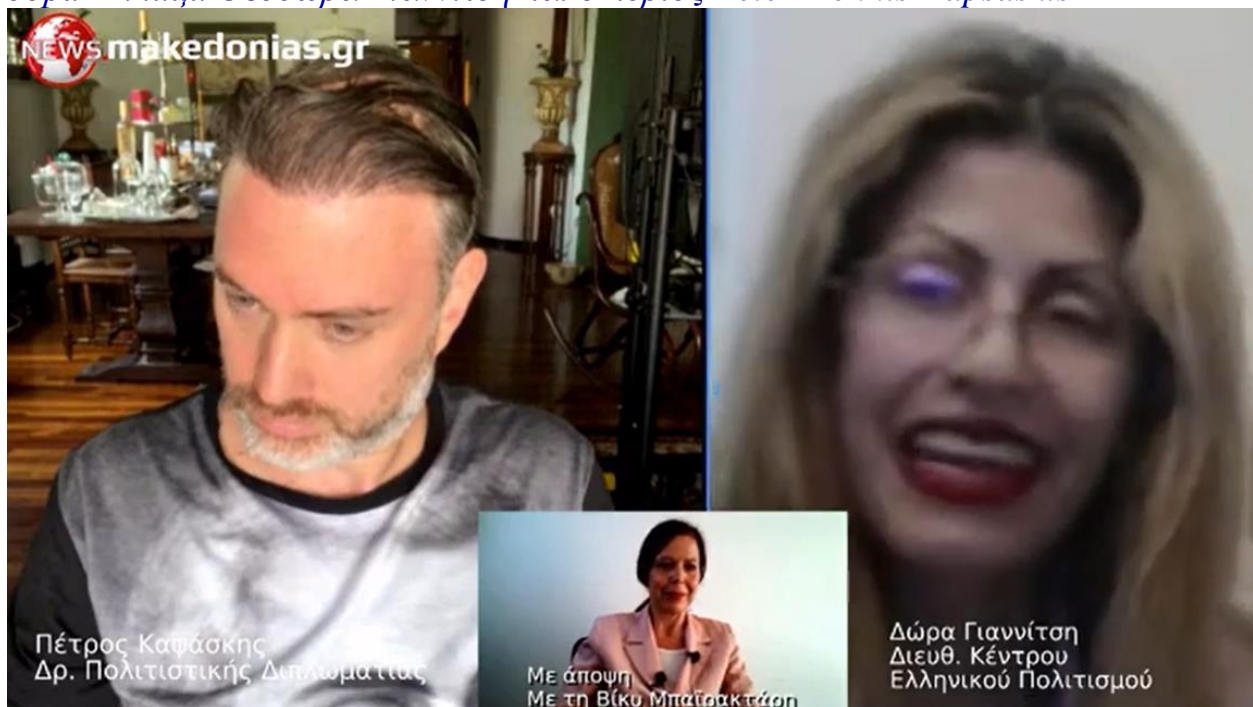 NEWS.makedonias.gr
Πέτρος Καψάσκης
Δρ. Πολιτιστικής Διπλωματίας
Με άποψη
Με τη Βίκυ Μπαϊρακτάρη
Δώρα Γιαννίτση
Διευθ. Κέντρου
Ελληνικού Πολιτισμού